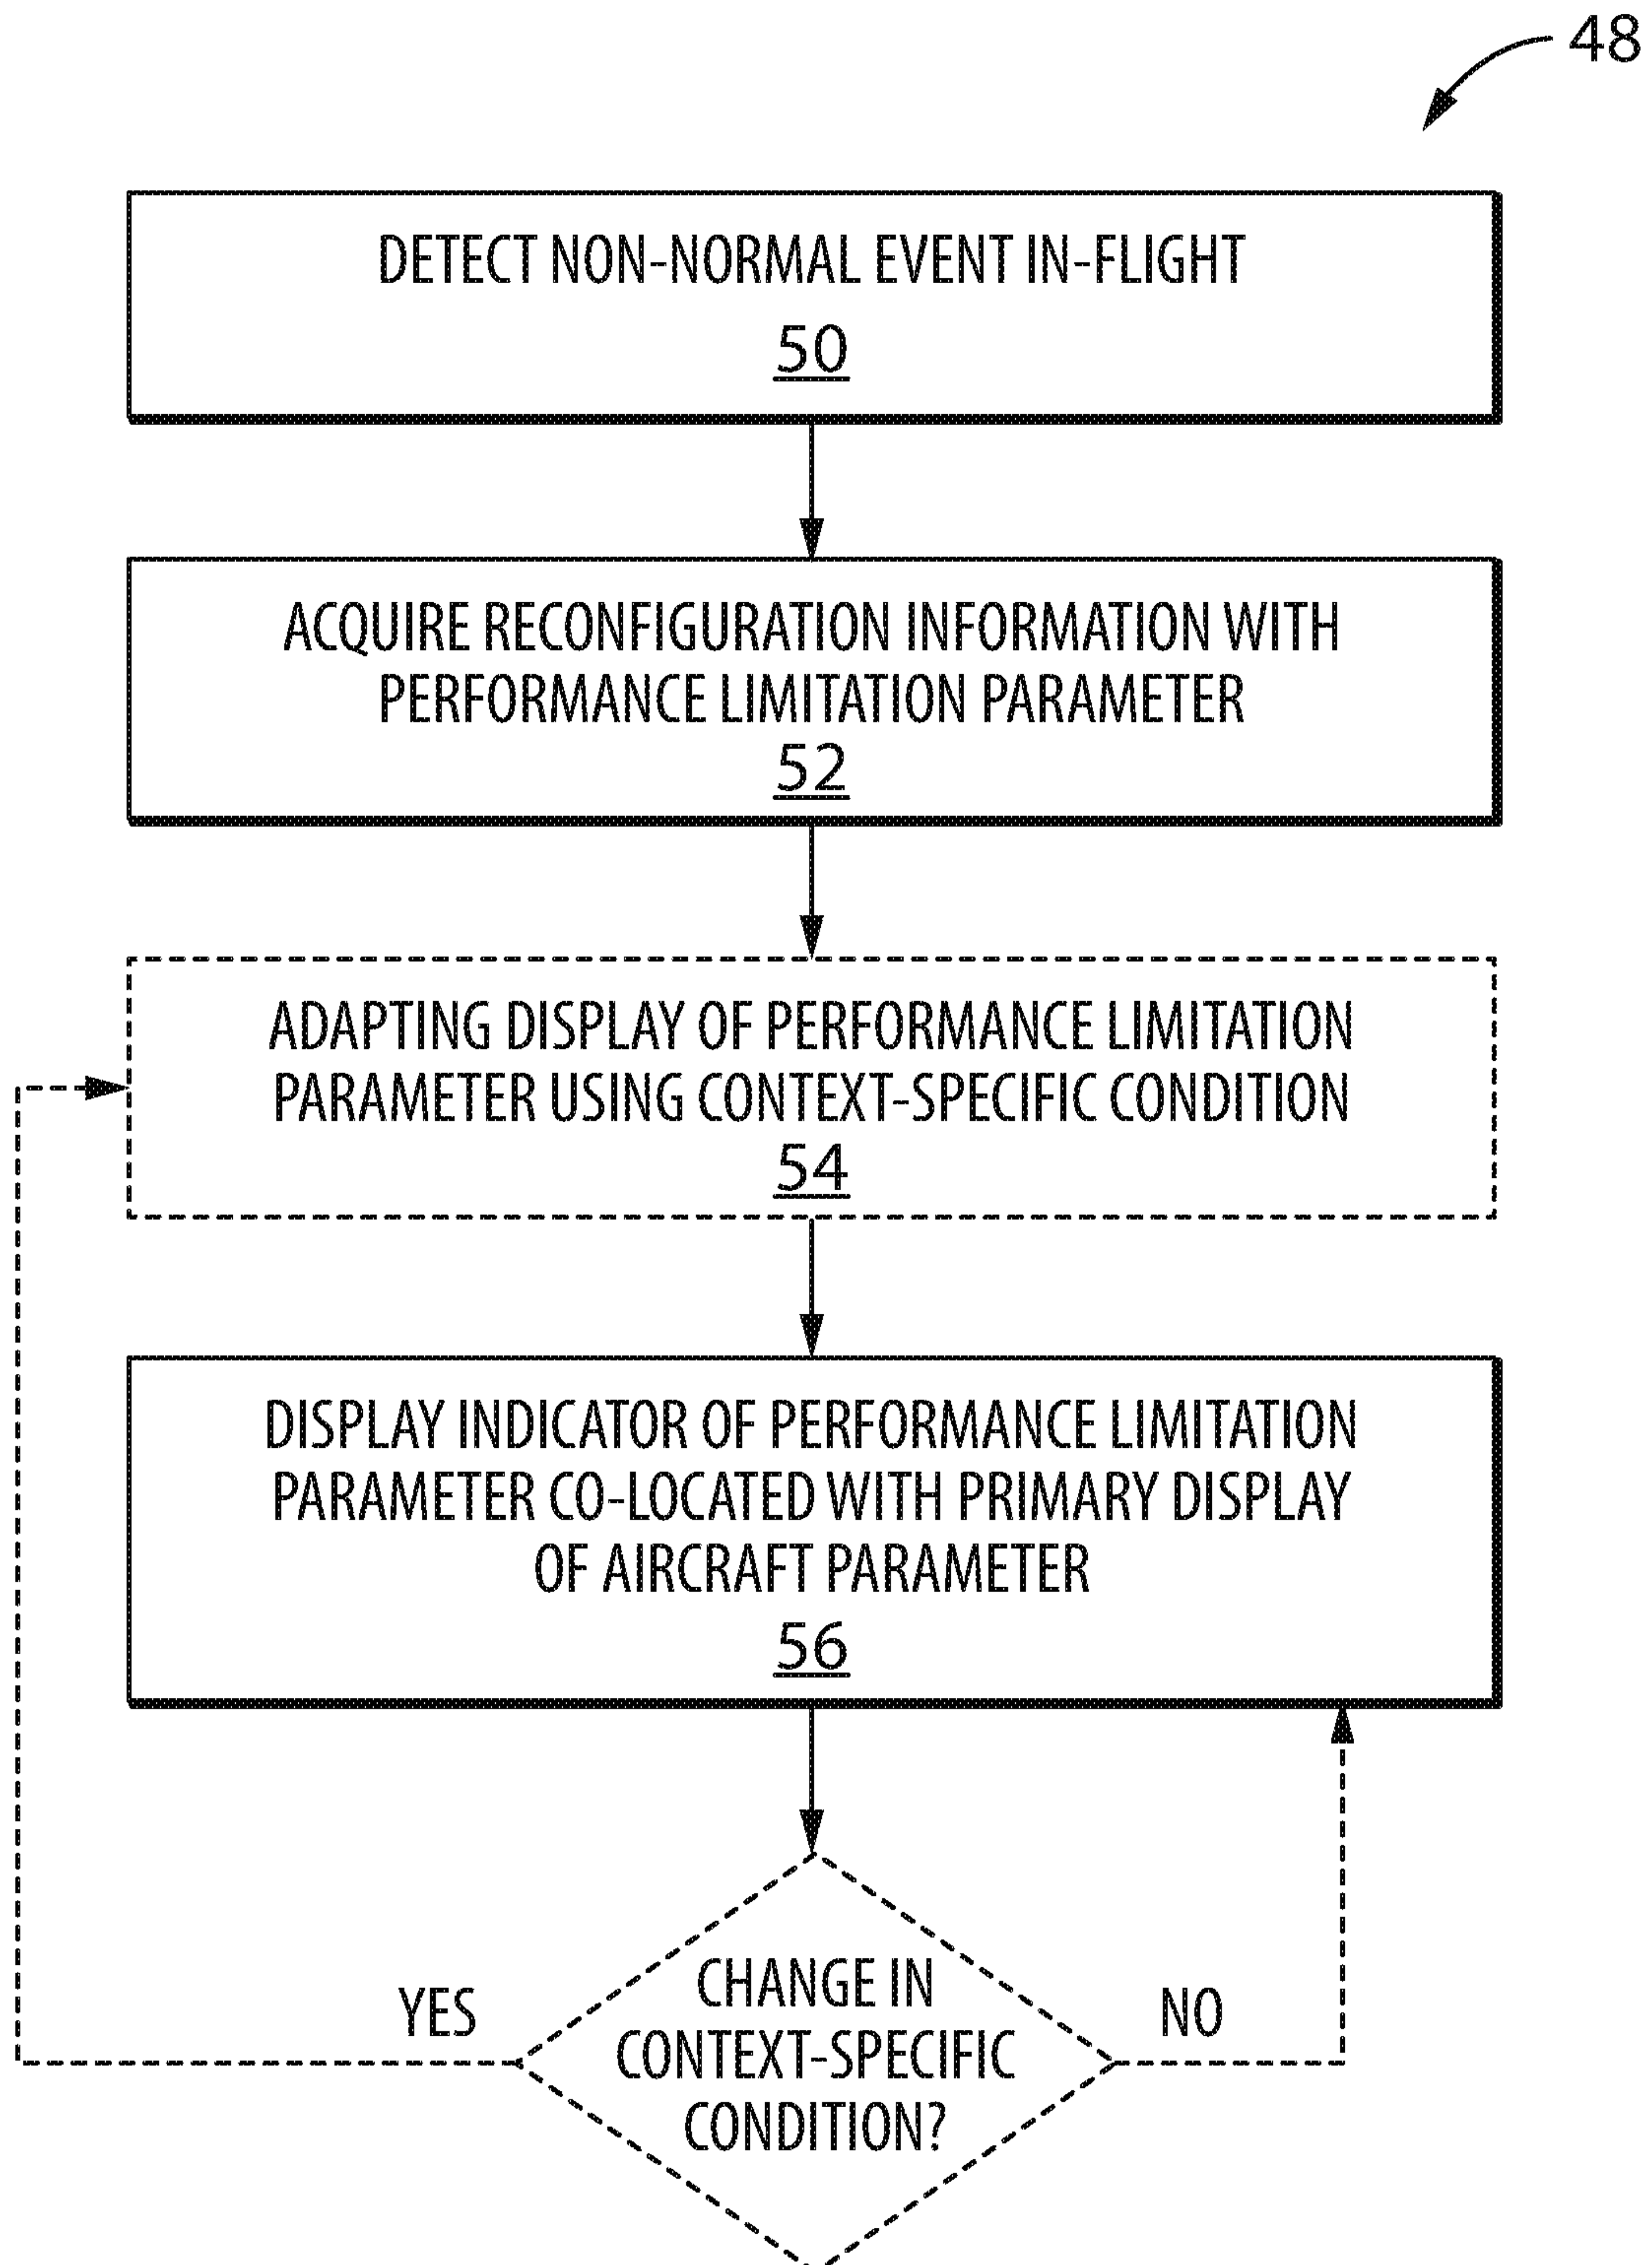 48
DETECT NON-NORMAL EVENT IN-FLIGHT
50
ACQUIRE RECONFIGURATION INFORMATION WITH
PERFORMANCE LIMITATION PARAMETER
52
ADAPTING DISPLAY OF PERFORMANCE LIMITATION
PARAMETER USING CONTEXT-SPECIFIC CONDITION
54
DISPLAY INDICATOR OF PERFORMANCE LIMITATION
PARAMETER CO-LOCATED WITH PRIMARY DISPLAY
OF AIRCRAFT PARAMETER
56
YES
CHANGE IN
CONTEXT-SPECIFIC
CONDITION?
NO